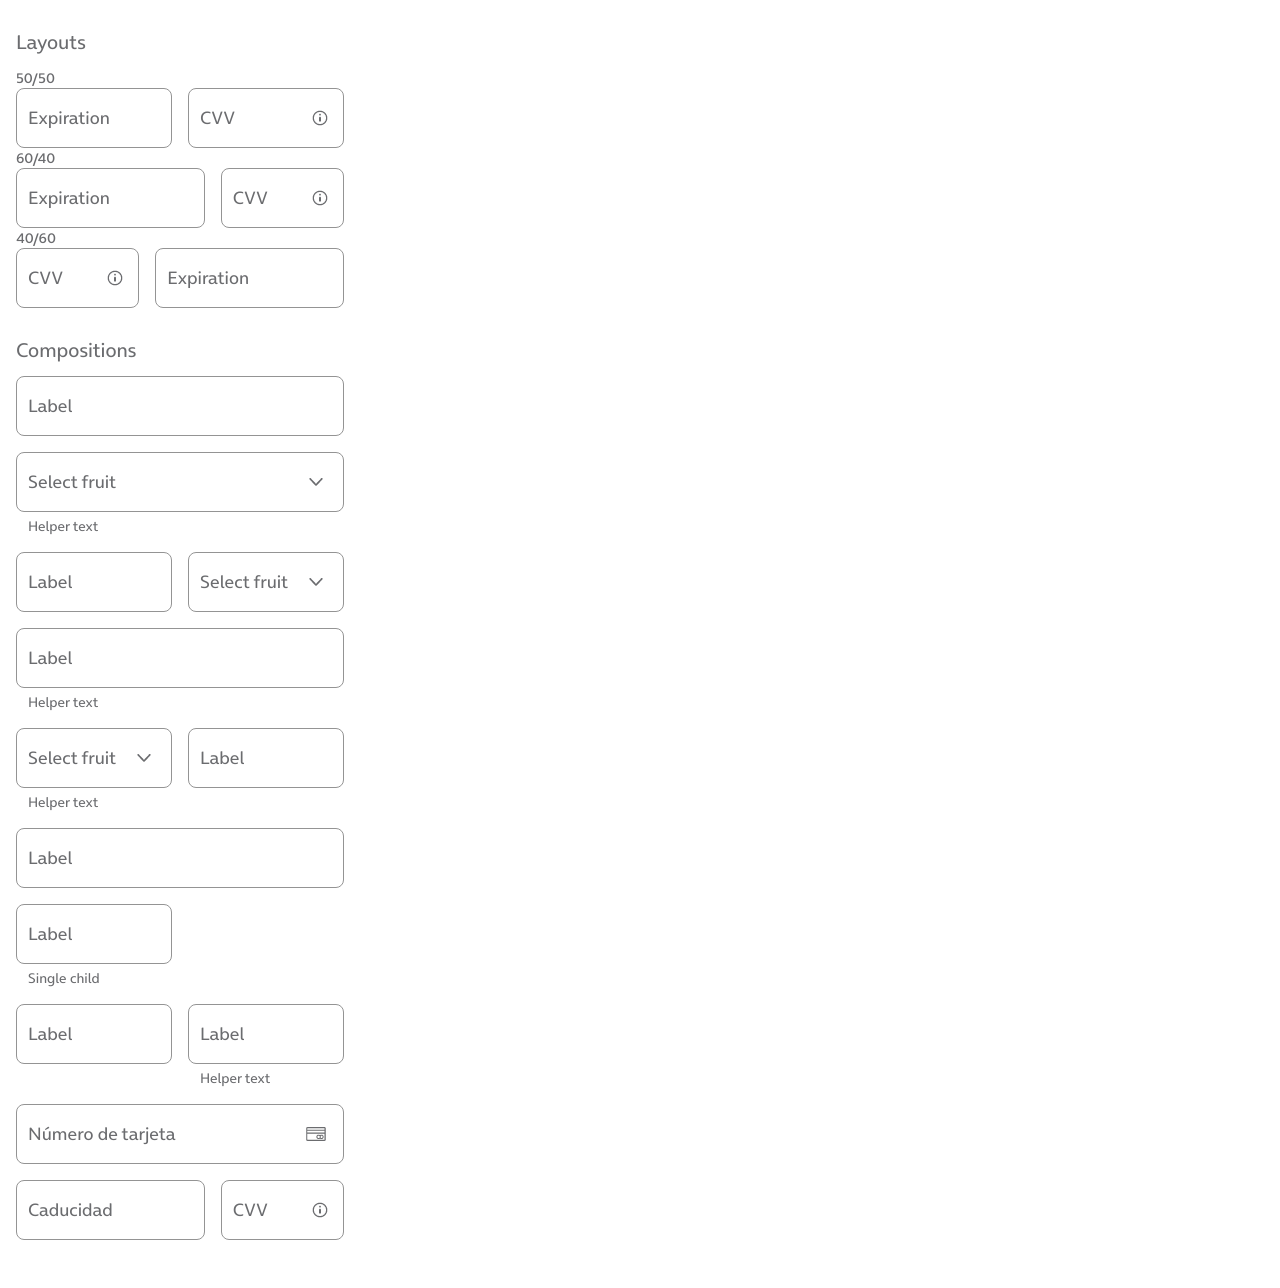 Layouts
50/50
Expiration CVV
60/40
Expiration CVV
40/60
CVV Expiration
Compositions
Label
Select fruit
Helper text
Label Select fruit
Label
Helper text
Select fruit Label
Helper text
Label
Label
Single child
Label Label
Helper text
Número de tarjeta
Caducidad CVV